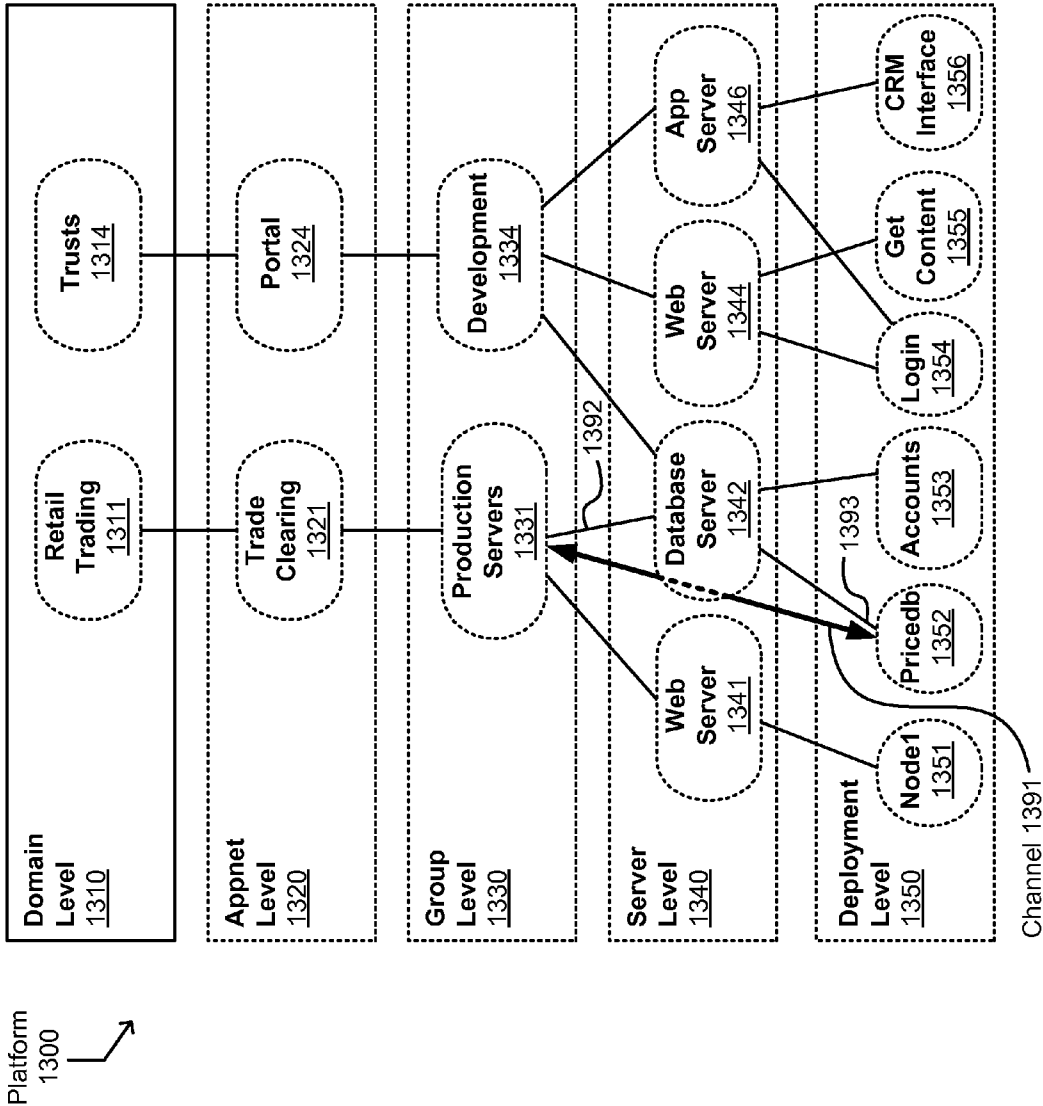 Platform
1300
Domain
Level
1310
Retail
Trading
1311
Trusts
1314
Appnet
Level
1320
Trade
Clearing
1321
Portal
1324
Group
Level
1330
Production
Servers
1331
Development
1334
1392
Server
Level
1340
Web
Server
1341
Database
Server
1342
Web
Server
1344
App
Server
1346
1393
Deployment
Level
1350
Node1
1351
Pricedb
1352
Accounts
1353
Login
1354
Get
Content
1355
CRM
Interface
1356
Channel 1391